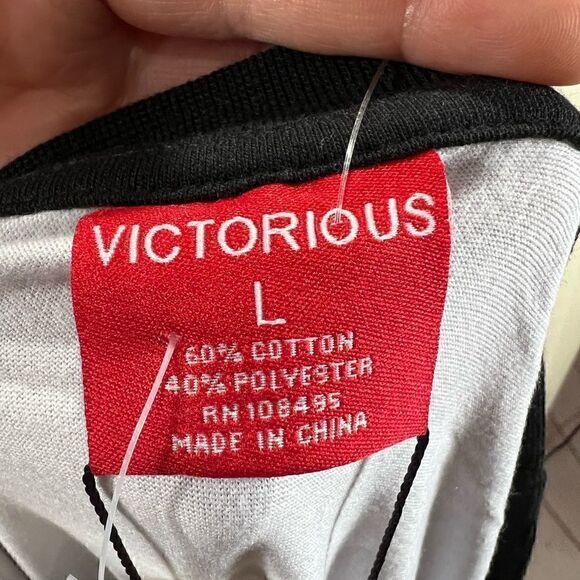 VICTORIOUS
L
60% COTTON
40% POLYESTER
RN 108495
MADE IN CHINA